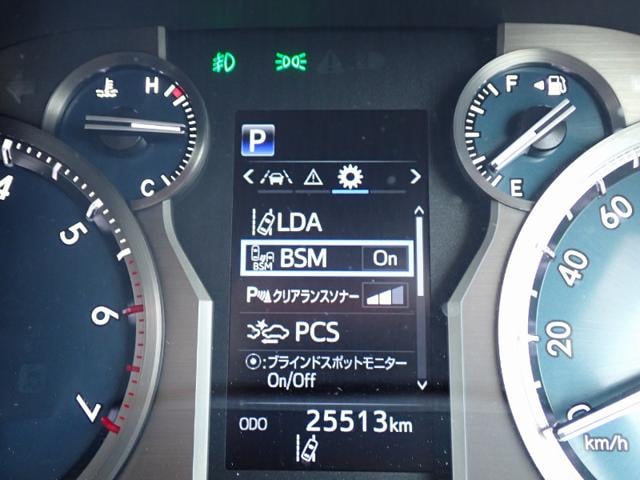 H
C
F
E
P
LDA
BSM
BSM On
Pクリアランスソナー
PCS
:ブラインドスポットモニター
On/Off
ODO 25513km
4
5
6
7
60
40
20
0
km/h